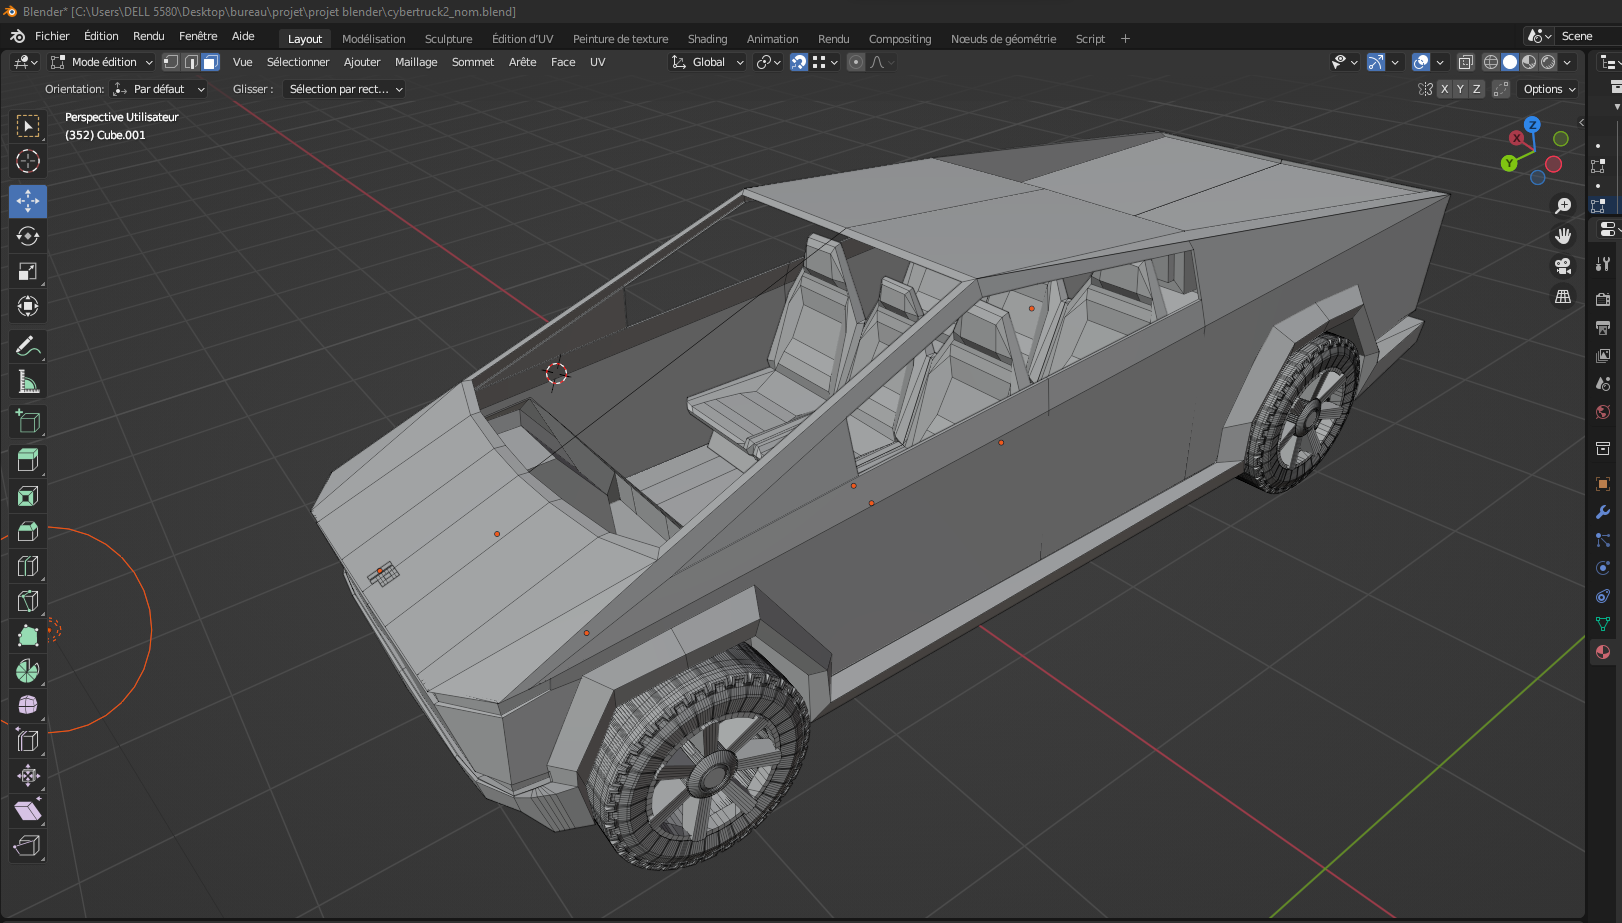 Blender* [C:\Users\DELL 5580\Desktop\bureau\projet\projet blender\cybertruck2_nom.blend]
Fichier Édition Rendu Fenêtre Aide Layout Modélisation Sculpture Édition d'UV Peinture de texture Shading Animation Rendu Compositing Nœuds de géométrie Script + Scene
Mode édition Vue Sélectionner Ajouter Maillage Sommet Arête Face UV Global
Orientation: Par défaut Glisser : Sélection par rect... X Y Z Options
Perspective Utilisateur
(352) Cube.001
Z
X
Y